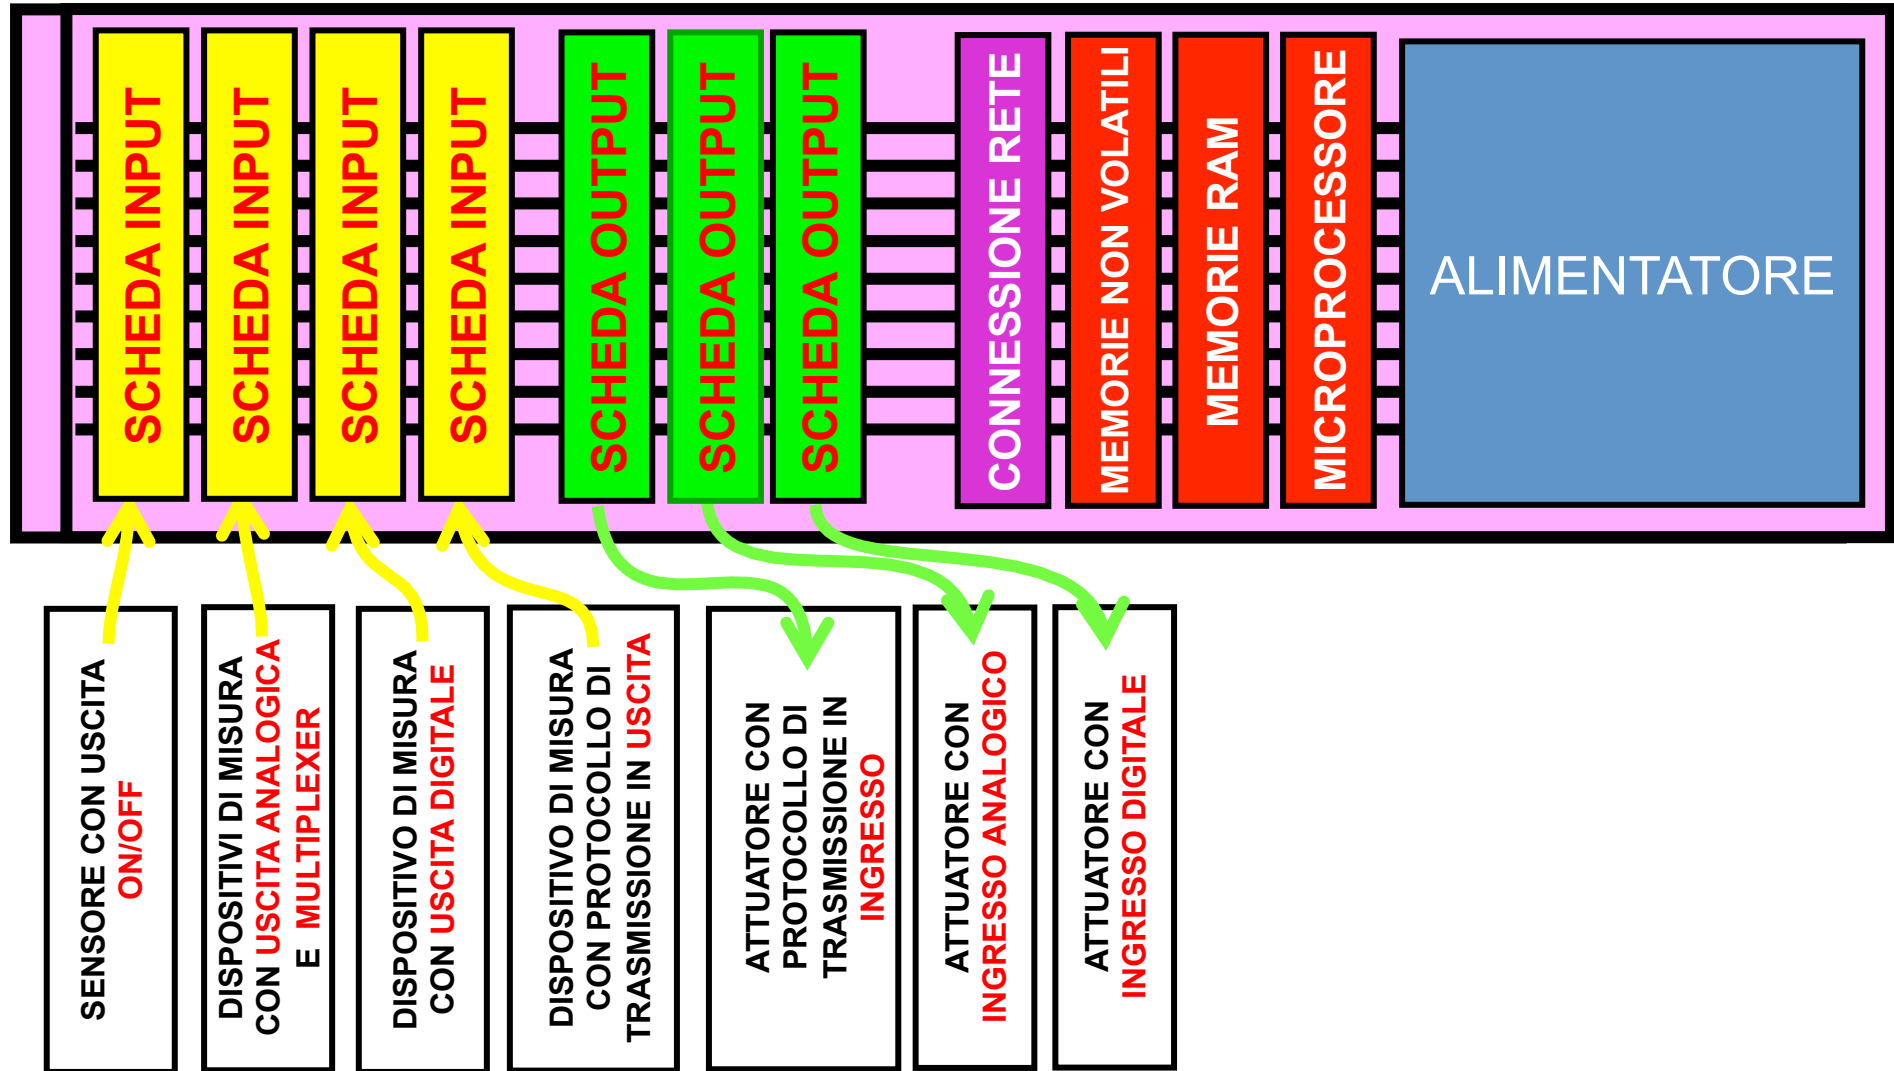 SCHEDA INPUT
SCHEDA INPUT
SCHEDA INPUT
SCHEDA INPUT
SCHEDA OUTPUT
SCHEDA OUTPUT
SCHEDA OUTPUT
CONNESSIONE RETE
MEMORIE NON VOLATILI
MEMORIE RAM
MICROPROCESSORE
ALIMENTATORE
SENSORE CON USCITA
ON/OFF
DISPOSITIVI DI MISURA
CON USCITA ANALOGICA
E MULTIPLEXER
DISPOSITIVO DI MISURA
CON USCITA DIGITALE
DISPOSITIVO DI MISURA
CON PROTOCOLLO DI
TRASMISSIONE IN USCITA
ATTUATORE CON
PROTOCOLLO DI
TRASMISSIONE IN
INGRESSO
ATTUATORE CON
INGRESSO ANALOGICO
ATTUATORE CON
INGRESSO DIGITALE